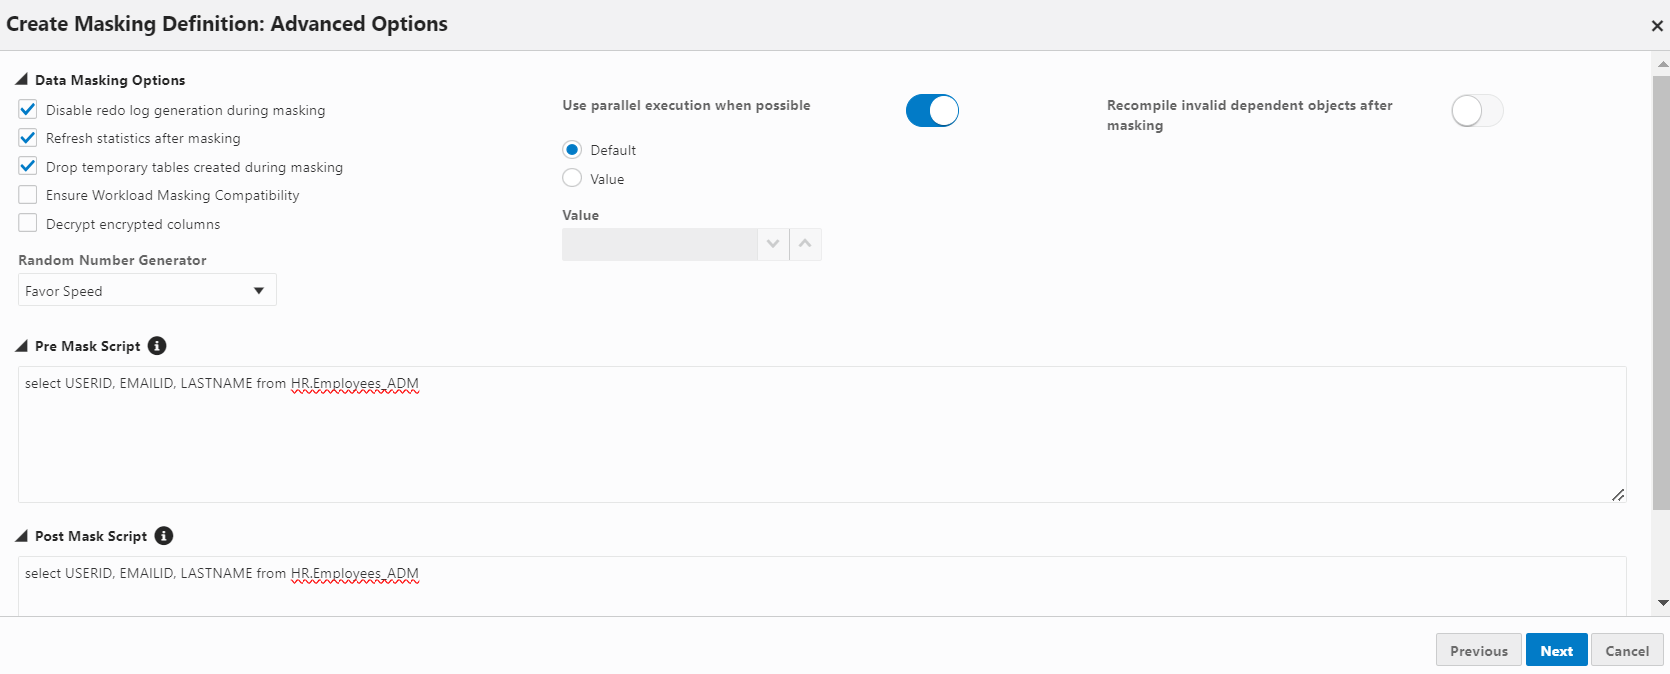 Create Masking Definition: Advanced Options
Data Masking Options
Disable redo log generation during masking
Refresh statistics after masking
Drop temporary tables created during masking
Ensure Workload Masking Compatibility
Decrypt encrypted columns
Random Number Generator
Favor Speed
Use parallel execution when possible
Default
Value
Value
Recompile invalid dependent objects after
masking
Pre Mask Script
select USERID, EMAILID, LASTNAME from HR.Employees_ADM
Post Mask Script
select USERID, EMAILID, LASTNAME from HR.Employees_ADM
Previous
Next
Cancel